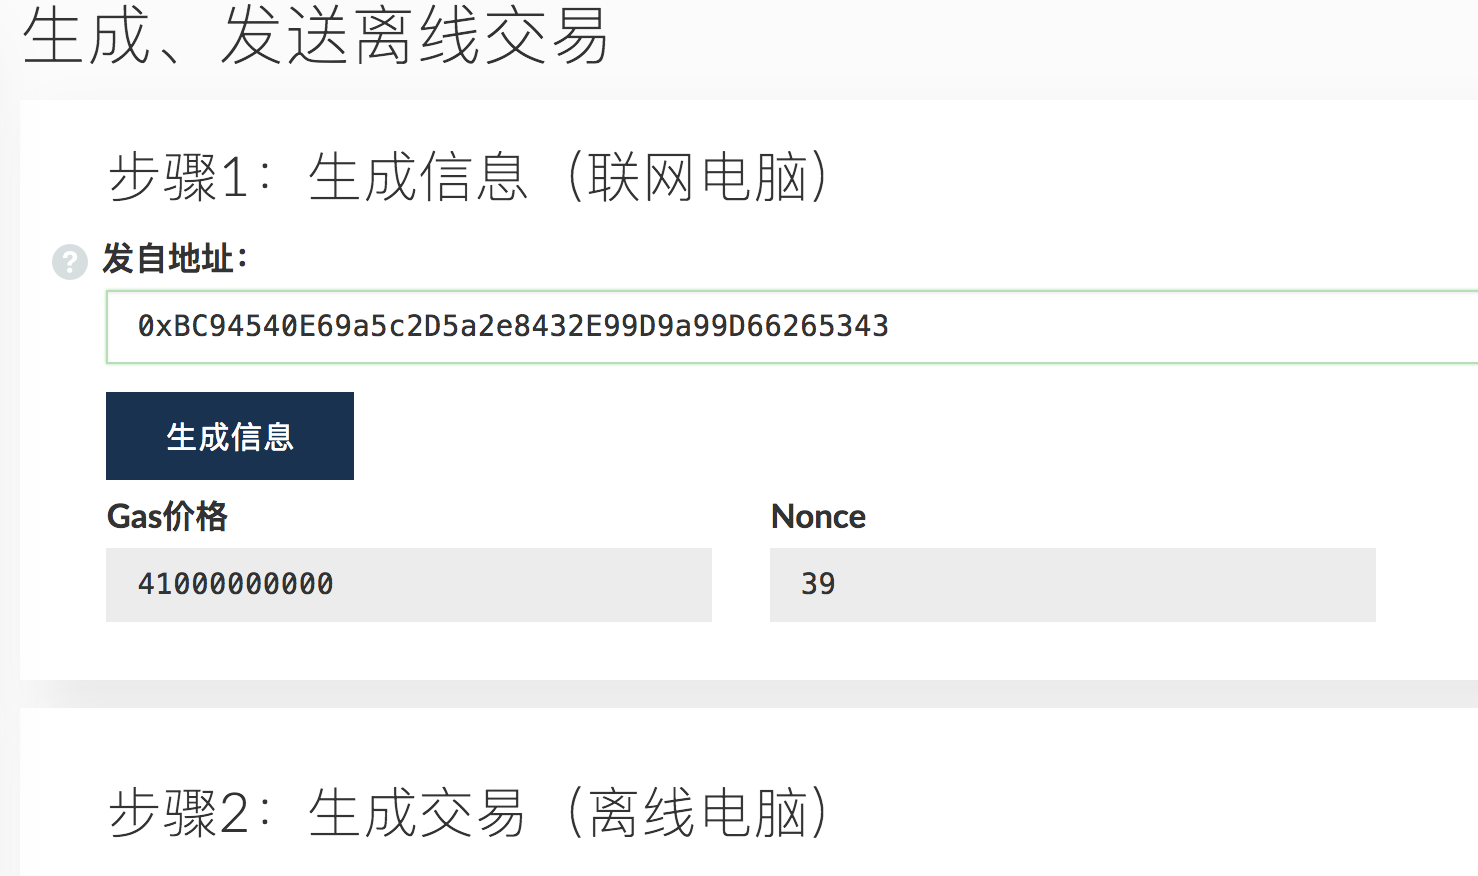 生成、发送离线交易
步骤1：生成信息（联网电脑）
? 发自地址：
0xBC94540E69a5c2D5a2e8432E99D9a99D66265343
生成信息
Gas价格
Nonce
41000000000
39
步骤2：生成交易（离线电脑）